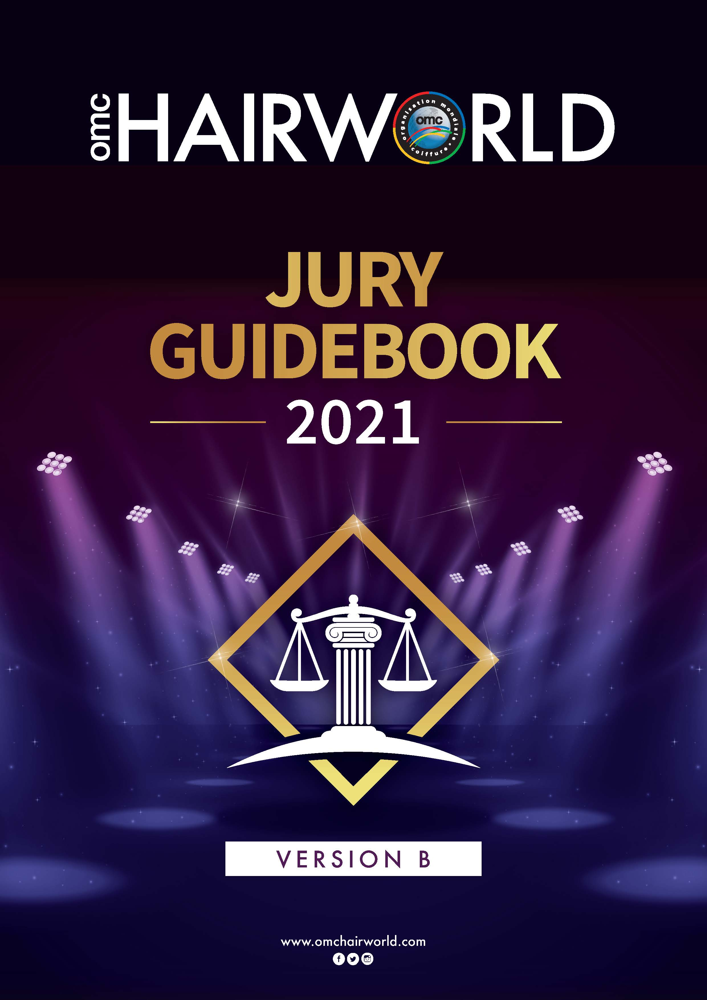 omc HAIRWORLD
organisation mondiale coiffure
omc
JURY
GUIDEBOOK
2021
VERSION B
www.omchairworld.com